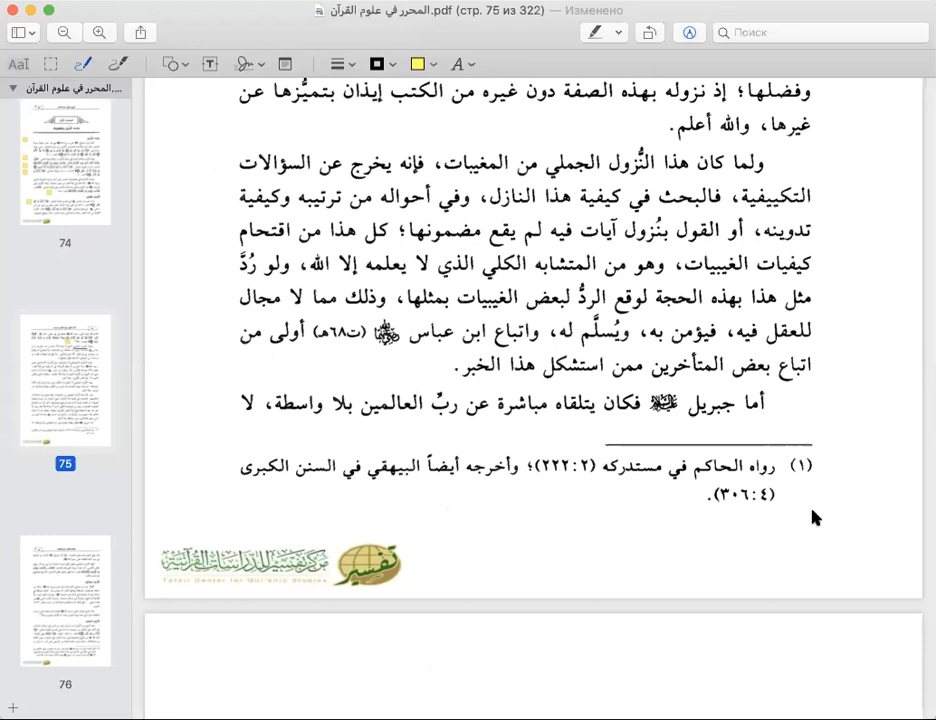 المحرر في علوم القرآن.pdf (стр. 75 из 322) — Изменено
Поиск
المحرر في علوم القرآن....
74
75
76
وفضلها؛ إذ نزوله بهذه الصفة دون غيره من الكتب إيذان بتميُّزها عن
غيرها، والله أعلم.
ولما كان هذا النُّزول الجملي من المغيبات، فإنه يخرج عن السؤالات
التكييفية، فالبحث في كيفية هذا النازل، وفي أحواله من ترتيبه وكيفية
تدوينه، أو القول بنُزول آيات فيه لم يقع مضمونها؛ كل هذا من اقتحام
كيفيات الغيبيات، وهو من المتشابه الكلي الذي لا يعلمه إلا الله، ولو رُدَّ
مثل هذا بهذه الحجة لوقع الردُّ لبعض الغيبيات بمثلها، وذلك مما لا مجال
للعقل فيه، فيؤمن به، ويُسلَّم له، واتباع ابن عباس (ت٦٨هـ) أولى من
اتباع بعض المتأخرين ممن استشكل هذا الخبر.
أما جبريل فكان يتلقاه مباشرة عن ربِّ العالمين بلا واسطة، لا
(١) رواه الحاكم في مستدركه (٢٢٢:٢)؛ وأخرجه أيضاً البيهقي في السنن الكبرى
(٣٠٦:٤).
مركز تفسير للدراسات القرآنية
Tafsir Center for Qur'anic Studies
تفسير